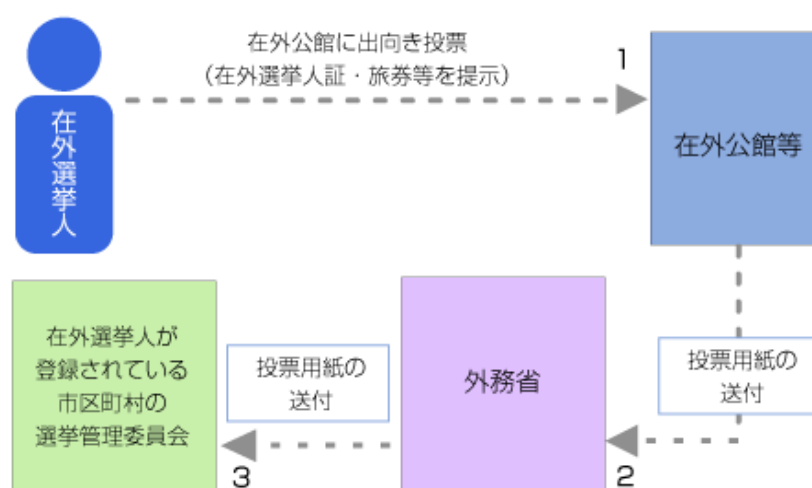 在外公館に出向き投票
(在外選挙人証・旅券等を提示)
1
在外選挙人
在外公館等
在外選挙人が
登録されている
市区町村の
選挙管理委員会
投票用紙の
送付
外務省
投票用紙の
送付
3
2